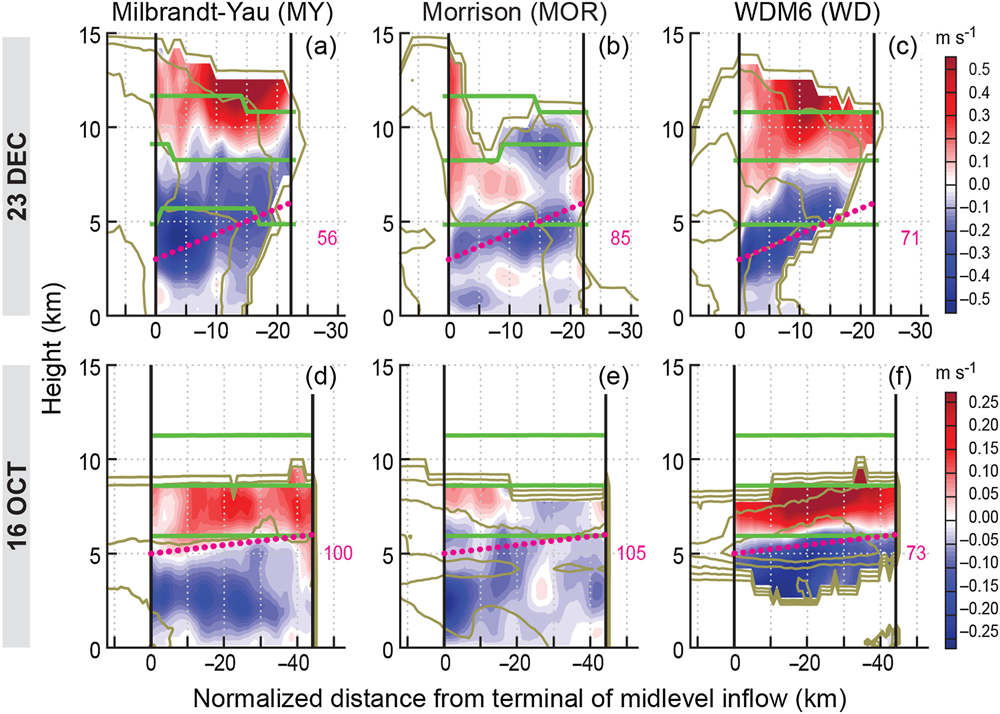 Milbrandt-Yau (MY) Morrison (MOR) WDM6 (WD)
15 (a) 15 (b) 15 (c) m s-1
0.5
0.4
0.3
10 10 10 0.2
0.1
0.0
–0.1
5 56 5 85 5 71 –0.2
–0.3
–0.4
–0.5
0 0 0
0 –10 –20 –30 0 –10 –20 –30 0 –10 –20 –30
23 DEC
Height (km)
15 (d) 15 (e) 15 (f) m s-1
0.25
0.20
0.15
10 10 10 0.10
0.05
0.00
–0.05
5 100 5 105 5 73 –0.10
–0.15
–0.20
–0.25
0 0 0
0 –20 –40 0 –20 –40 0 –20 –40
16 OCT
Normalized distance from terminal of midlevel inflow (km)